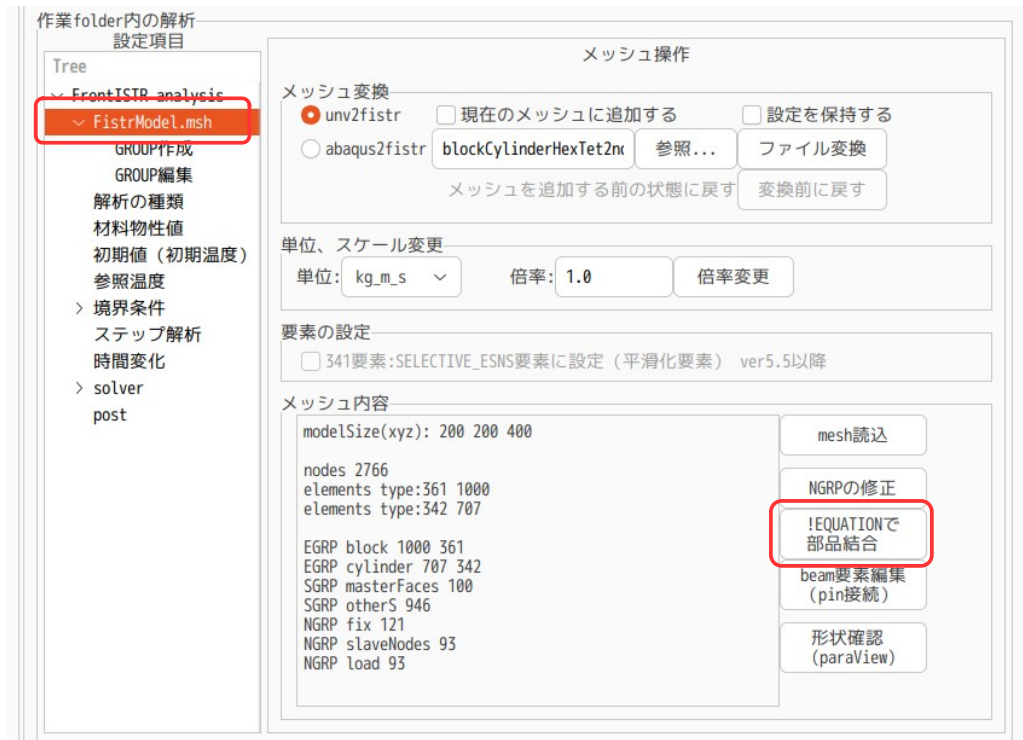 作業folder内の解析
設定項目
Tree
FrontISTR analysis
FistrModel.msh
GROUP作成
GROUP編集
解析の種類
材料物性値
初期値（初期温度）
参照温度
境界条件
ステップ解析
時間変化
solver
post
メッシュ操作
メッシュ変換
unv2fistr 現在のメッシュに追加する 設定を保持する
abaqus2fistr blockCylinderHexTet2nc 参照... ファイル変換
メッシュを追加する前の状態に戻す 変換前に戻す
単位、スケール変更
単位: kg_m_s 倍率: 1.0 倍率変更
要素の設定
341要素:SELECTIVE_ESNS要素に設定（平滑化要素） ver5.5以降
メッシュ内容
modelSize(xyz): 200 200 400
nodes 2766
elements type:361 1000
elements type:342 707
EGRP block 1000 361
EGRP cylinder 707 342
SGRP masterFaces 100
SGRP otherS 946
NGRP fix 121
NGRP slaveNodes 93
NGRP load 93
mesh読込
NGRPの修正
!EQUATIONで
部品結合
beam要素編集
(pin接続)
形状確認
(paraView)